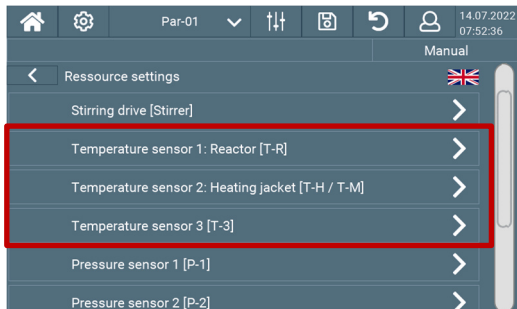 Par-01
14.07.2022
07:52:36
Manual
Ressource settings
Stirring drive [Stirrer]
Temperature sensor 1: Reactor [T-R]
Temperature sensor 2: Heating jacket [T-H / T-M]
Temperature sensor 3 [T-3]
Pressure sensor 1 [P-1]
Pressure sensor 2 [P-2]